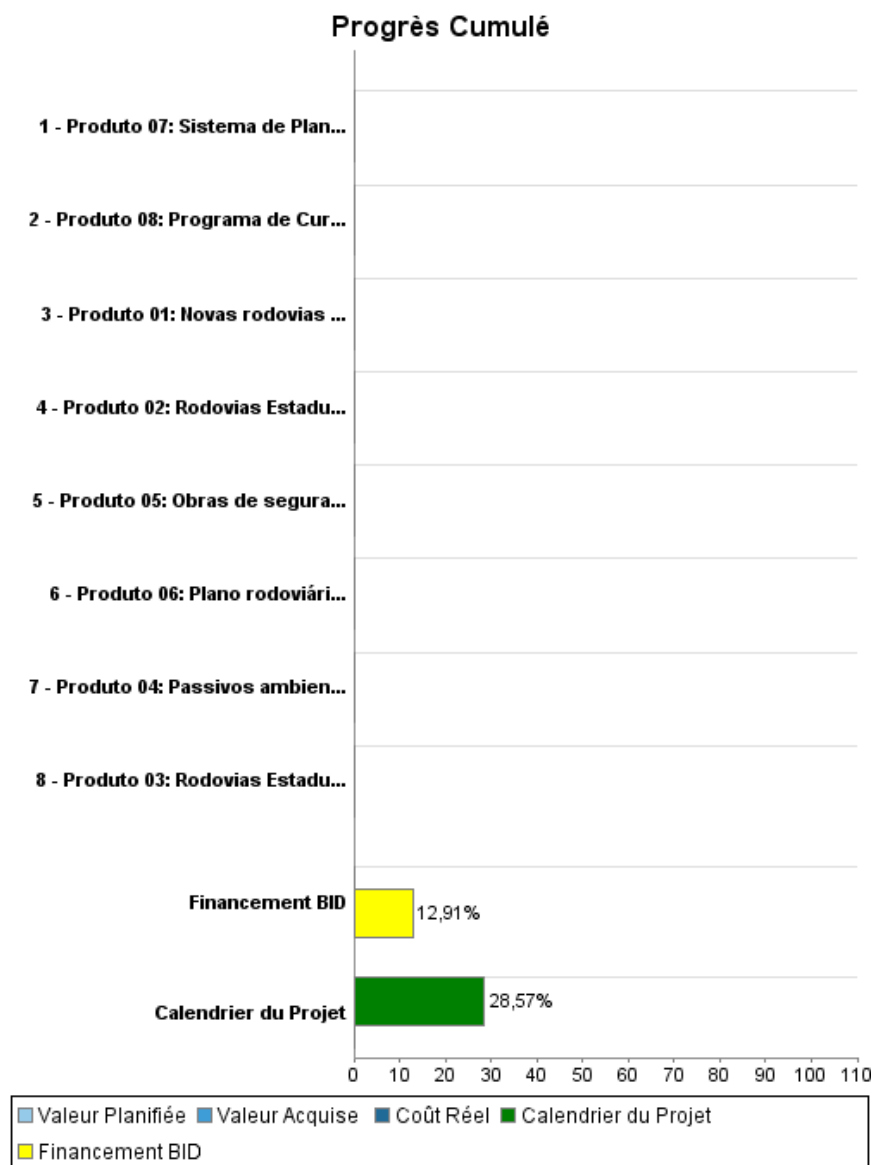 Progrès Cumulé
1 - Produto 07: Sistema de Plan...
2 - Produto 08: Programa de Cur...
3 - Produto 01: Novas rodovias ...
4 - Produto 02: Rodovias Estadu...
5 - Produto 05: Obras de segura...
6 - Produto 06: Plano rodoviári...
7 - Produto 04: Passivos ambien...
8 - Produto 03: Rodovias Estadu...
Financement BID
12,91%
Calendrier du Projet
28,57%
0 10 20 30 40 50 60 70 80 90 100 110
Valeur Planifiée Valeur Acquise Coût Réel Calendrier du Projet
Financement BID